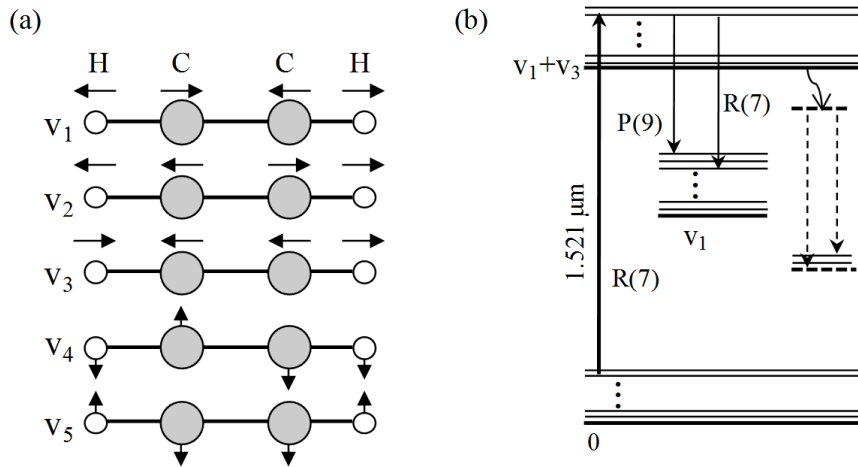 (a)
H C C H
v1
v2
v3
v4
v5
(b)
v1+v3
P(9)
R(7)
v1
1.521 μm
R(7)
0